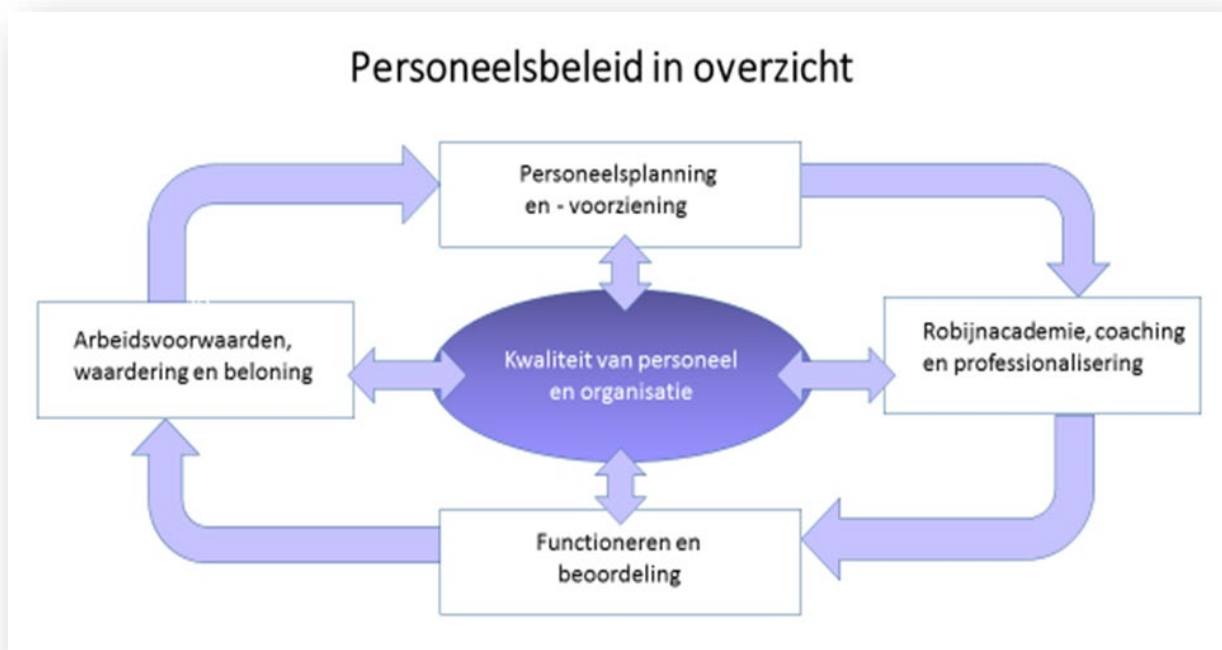 Personeelsbeleid in overzicht
Personeelsplanning
en - voorziening
Arbeidsvoorwaarden,
waardering en beloning
Kwaliteit van personeel
en organisatie
Robijnacademie, coaching
en professionalisering
Functioneren en
beoordeling